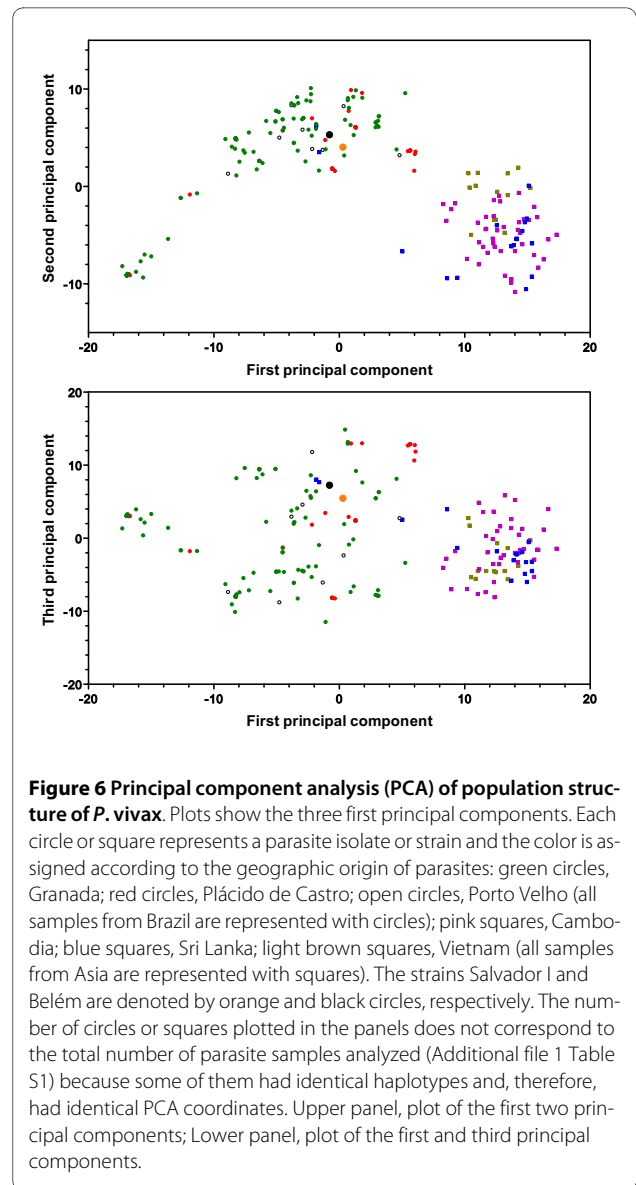 10
0
-10
Second principal component
-20
-10
0
10
20
First principal component
20
10
0
-10
-20
Third principal component
-20
-10
0
10
20
First principal component
Figure 6 Principal component analysis (PCA) of population struc-
ture of P. vivax. Plots show the three first principal components. Each
circle or square represents a parasite isolate or strain and the color is as-
signed according to the geographic origin of parasites: green circles,
Granada; red circles, Plácido de Castro; open circles, Porto Velho (all
samples from Brazil are represented with circles); pink squares, Cambo-
dia; blue squares, Sri Lanka; light brown squares, Vietnam (all samples
from Asia are represented with squares). The strains Salvador I and
Belém are denoted by orange and black circles, respectively. The num-
ber of circles or squares plotted in the panels does not correspond to
the total number of parasite samples analyzed (Additional file 1 Table
S1) because some of them had identical haplotypes and, therefore,
had identical PCA coordinates. Upper panel, plot of the first two prin-
cipal components; Lower panel, plot of the first and third principal
components.